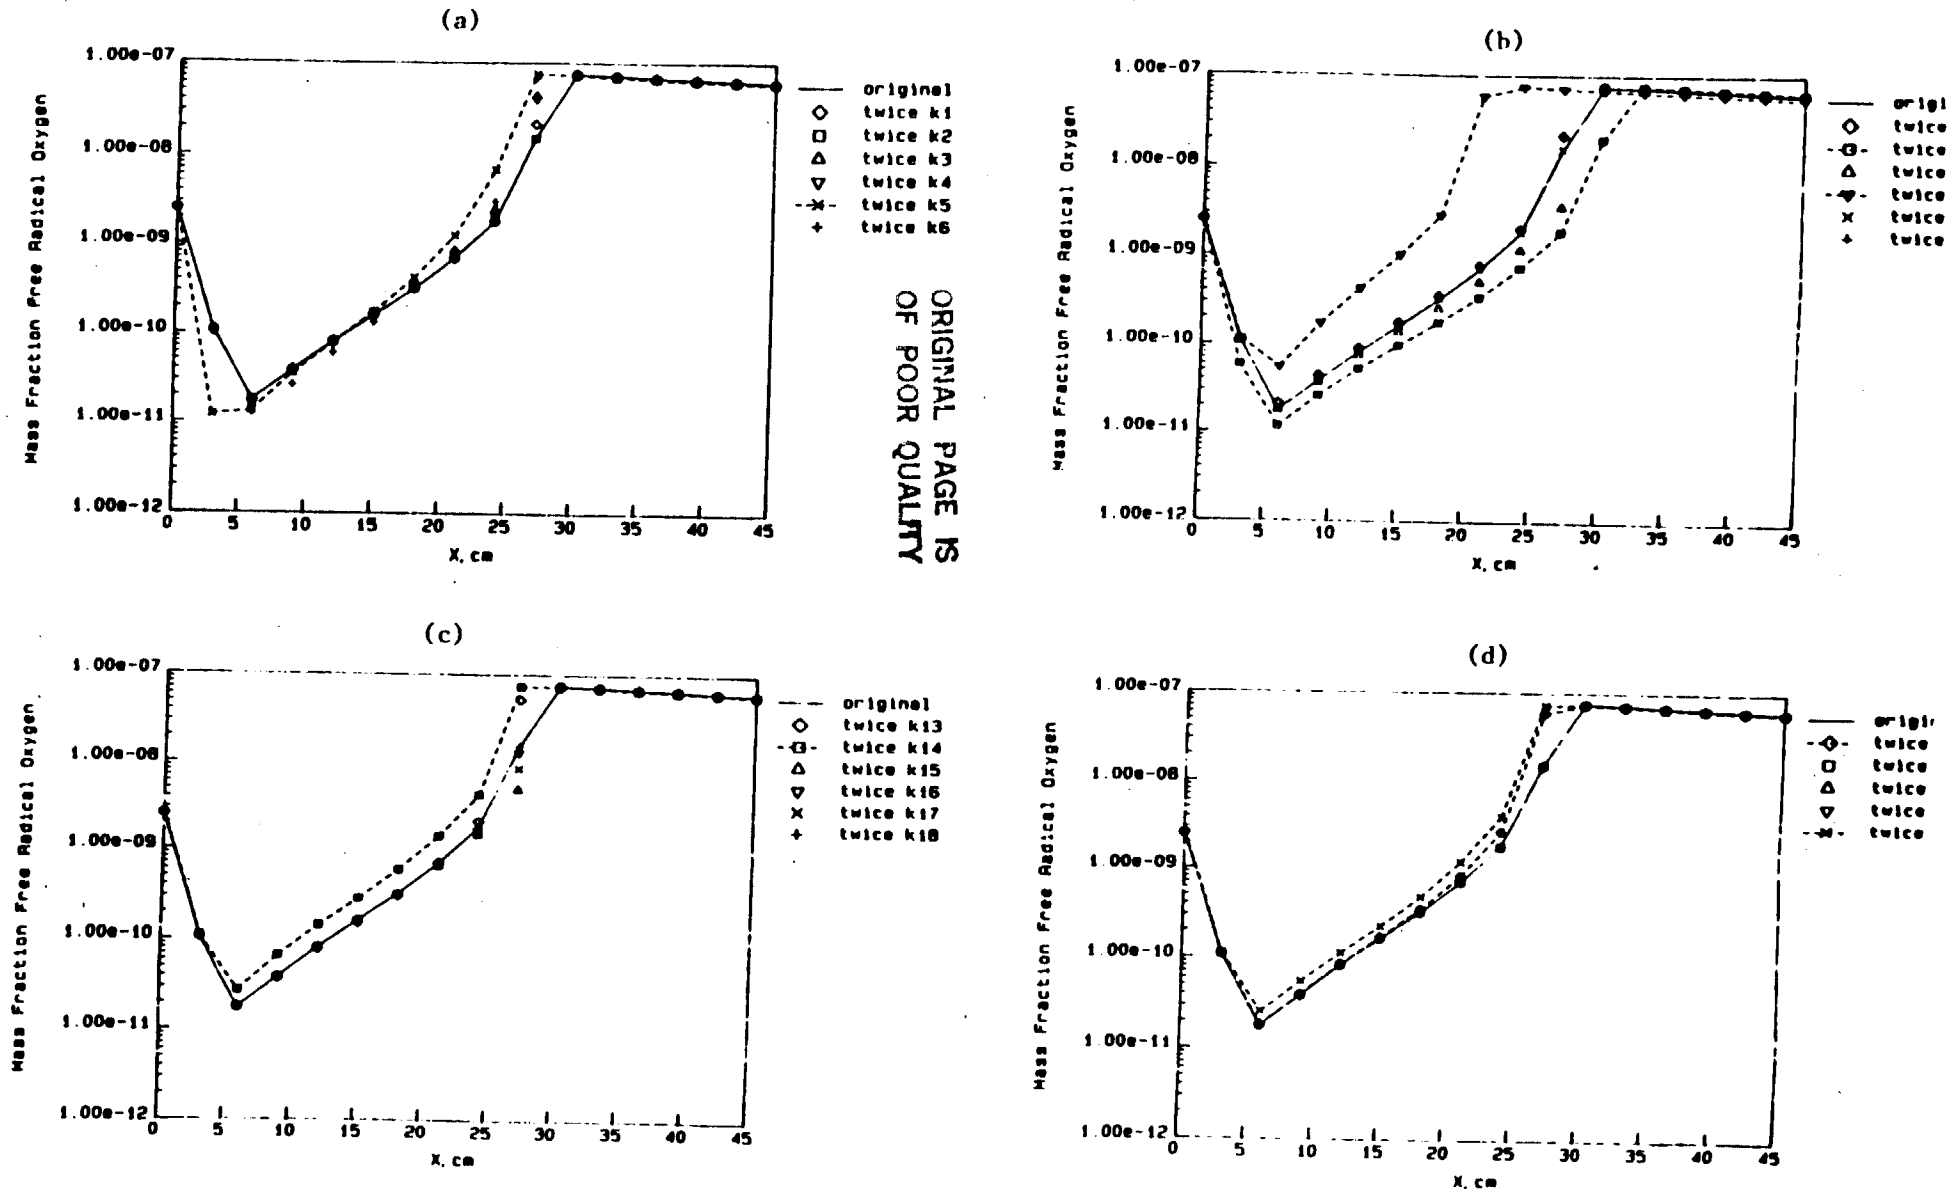 (a)
1.00e-07
1.00e-08
1.00e-09
1.00e-10
1.00e-11
1.00e-12
Mass Fraction Free Radical Oxygen
0 5 10 15 20 25 30 35 40 45
X, cm
original
twice k1
twice k2
twice k3
twice k4
twice k5
twice k6
ORIGINAL PAGE IS
OF POOR QUALITY
(b)
1.00e-07
1.00e-08
1.00e-09
1.00e-10
1.00e-11
1.00e-12
Mass Fraction Free Radical Oxygen
0 5 10 15 20 25 30 35 40 45
X, cm
origi
twice
twice
twice
twice
twice
twice
(c)
1.00e-07
1.00e-08
1.00e-09
1.00e-10
1.00e-11
1.00e-12
Mass Fraction Free Radical Oxygen
0 5 10 15 20 25 30 35 40 45
X, cm
original
twice k13
twice k14
twice k15
twice k16
twice k17
twice k18
(d)
1.00e-07
1.00e-08
1.00e-09
1.00e-10
1.00e-11
1.00e-12
Mass Fraction Free Radical Oxygen
0 5 10 15 20 25 30 35 40 45
X, cm
origi
twice
twice
twice
twice
twice